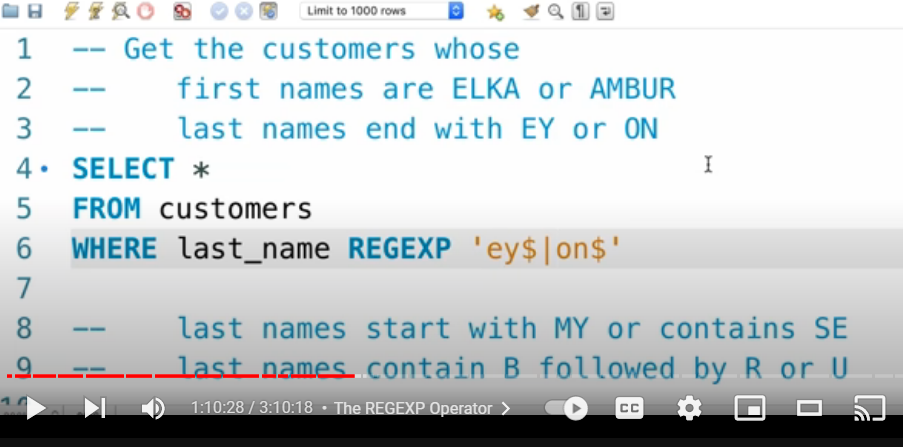 Limit to 1000 rows
1 -- Get the customers whose
2 -- first names are ELKA or AMBUR
3 -- last names end with EY or ON
4 SELECT *
5 FROM customers
6 WHERE last_name REGEXP 'ey$|on$'
7
8 -- last names start with MY or contains SE
9 -- last names contain B followed by R or U
1:10:28 / 3:10:18 • The REGEXP Operator
CC